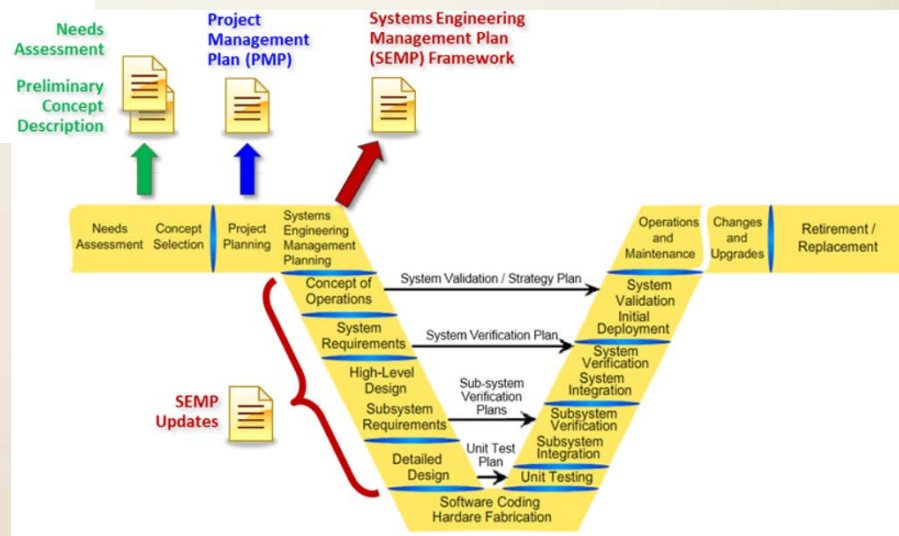 Needs
Assessment
Preliminary
Concept
Description
Project
Management
Plan (PMP)
Systems Engineering
Management Plan
(SEMP) Framework
Needs
Assessment
Concept
Selection
Project
Planning
Systems
Engineering
Management
Planning
Operations
and
Maintenance
Changes
and
Upgrades
Retirement /
Replacement
Concept of
Operations
System Validation / Strategy Plan
System
Validation
Initial
Deployment
System
Requirements
System Verification Plan
System
Verification
System
Integration
High-Level
Design
Subsystem
Requirements
Sub-system
Verification
Plans
Subsystem
Verification
Subsystem
Integration
SEMP
Updates
Detailed
Design
Unit Test
Plan
Unit Testing
Software Coding
Hardare Fabrication